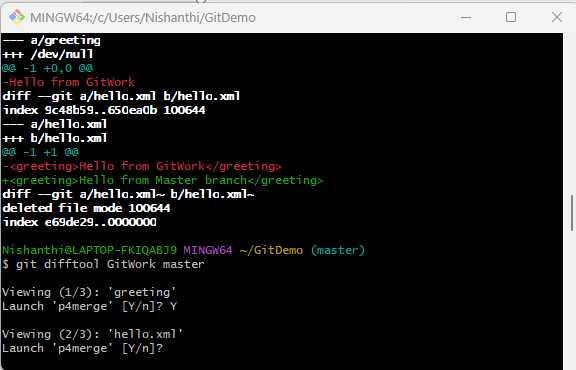 MINGW64:/c/Users/Nishanthi/GitDemo
--- a/greeting
+++ /dev/null
@@ -1 +0,0 @@
-Hello from GitWork
diff --git a/hello.xml b/hello.xml
index 9c48b59..650ea0b 100644
--- a/hello.xml
+++ b/hello.xml
@@ -1 +1 @@
-<greeting>Hello from GitWork</greeting>
+<greeting>Hello from Master branch</greeting>
diff --git a/hello.xml~ b/hello.xml~
deleted file mode 100644
index e69de29..0000000
Nishanthi@LAPTOP-FKIQABJ9 MINGW64 ~/GitDemo (master)
$ git difftool GitWork master
Viewing (1/3): 'greeting'
Launch 'p4merge' [Y/n]? Y
Viewing (2/3): 'hello.xml'
Launch 'p4merge' [Y/n]?